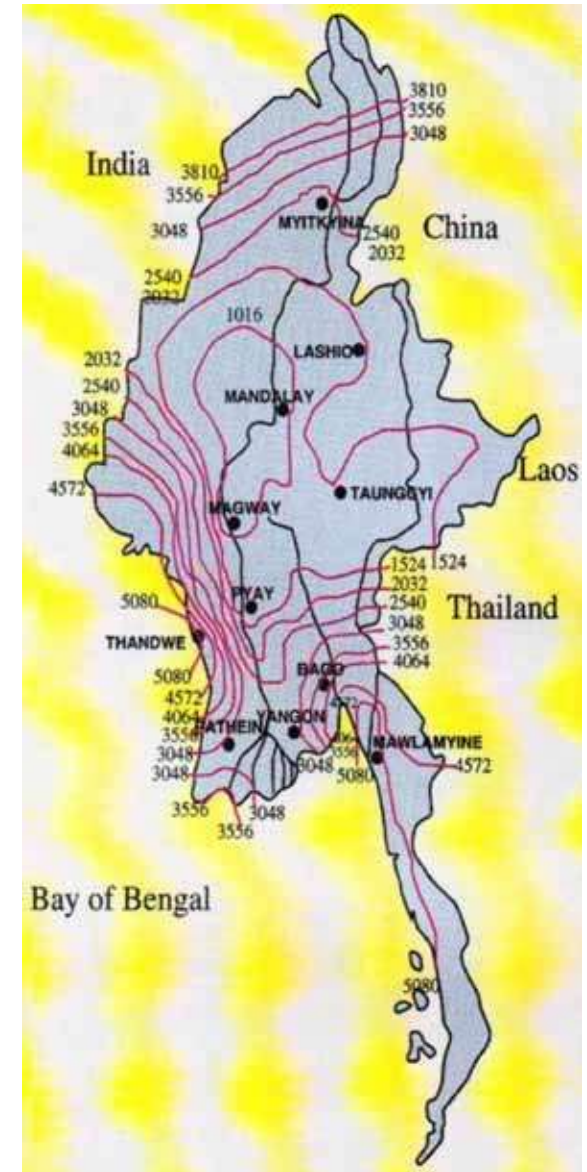 3810
3556
3048
India
3810
3556
3048
MYITKYINA
China
2540
2032
2540
2032
1016
LASHIO
2032
2540
3048
3556
4064
4572
MANDALAY
Laos
TAUNGGYI
MAGWAY
1524
1524
2032
2540
3048
3556
4064
Thailand
5080
PYAY
THANDWE
5080
4572
4064
3556
3048
3048
BAGO
4572
4064
3556
YANGON
PATHEIN
MAWLAMYINE
3048
5080
4572
3556
3556
3048
Bay of Bengal
5080